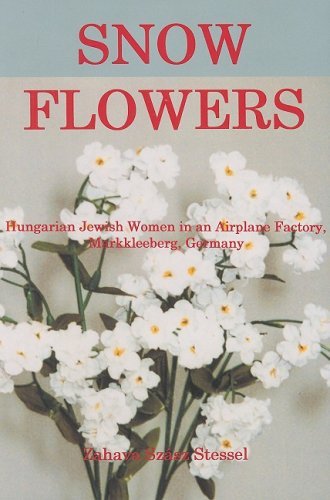 SNOW
FLOWERS
Hungarian Jewish Women in an Airplane Factory,
Markkleeberg, Germany
Zahava Szász Stessel